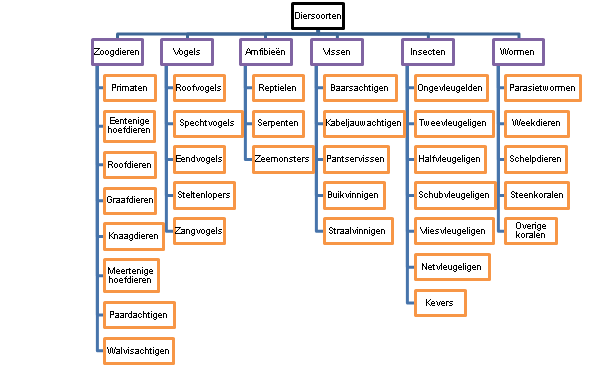 Diersoorten
Zoogdieren
Vogels
Amfibieën
Vissen
Insecten
Wormen
Primaten
Eentenige
hoefdieren
Roofdieren
Graafdieren
Knaagdieren
Meertenige
hoefdieren
Paardachtigen
Walvisachtigen
Roofvogels
Spechtvogels
Eendvogels
Steltenlopers
Zangvogels
Reptielen
Serpenten
Zeemonsters
Baarsachtigen
Kabeljauwachtigen
Pantservissen
Buikvinnigen
Straalvinnigen
Ongevleugelden
Tweevleugeligen
Halfvleugeligen
Schubvleugeligen
Vliesvleugeligen
Netvleugeligen
Kevers
Parasietwormen
Weekdieren
Schelpdieren
Steenkoralen
Overige
koralen